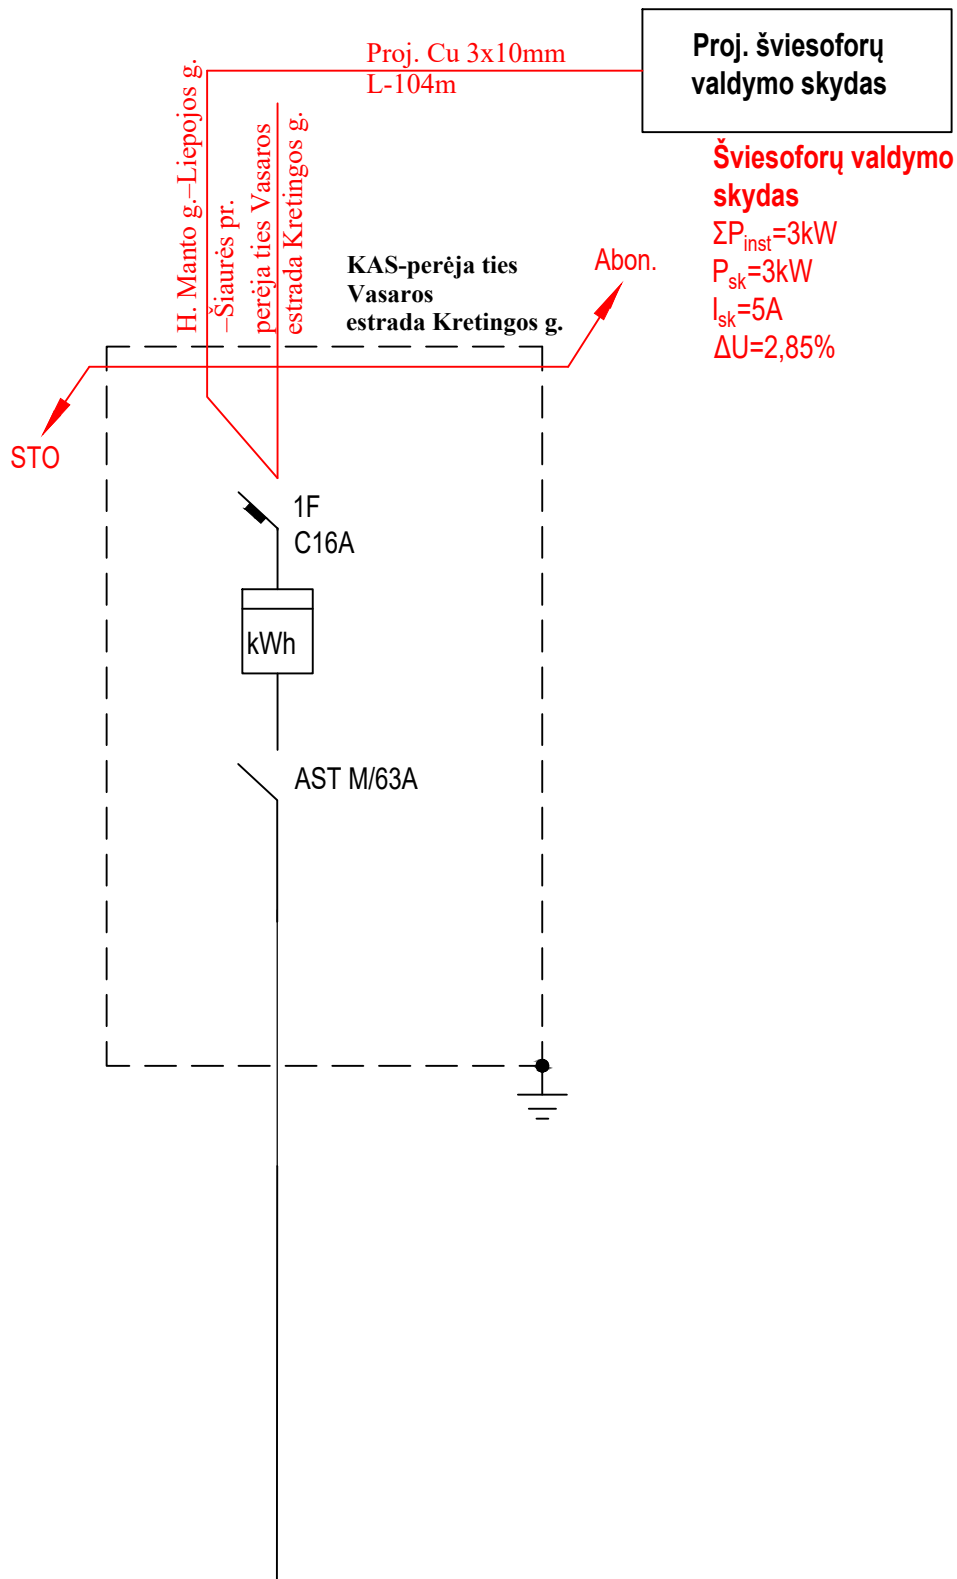 Proj. šviesoforų
valdymo skydas
Proj. Cu 3x10mm
L-104m
Šviesoforų valdymo
skydas
ΣPinst=3kW
Psk=3kW
Isk=5A
ΔU=2,85%
H. Manto g.–Liepojos g.
–Šiaurės pr.
perėja ties Vasaros
estrada Kretingos g.
KAS-perėja ties
Vasaros
estrada Kretingos g.
Abon.
STO
1F
C16A
kWh
AST M/63A